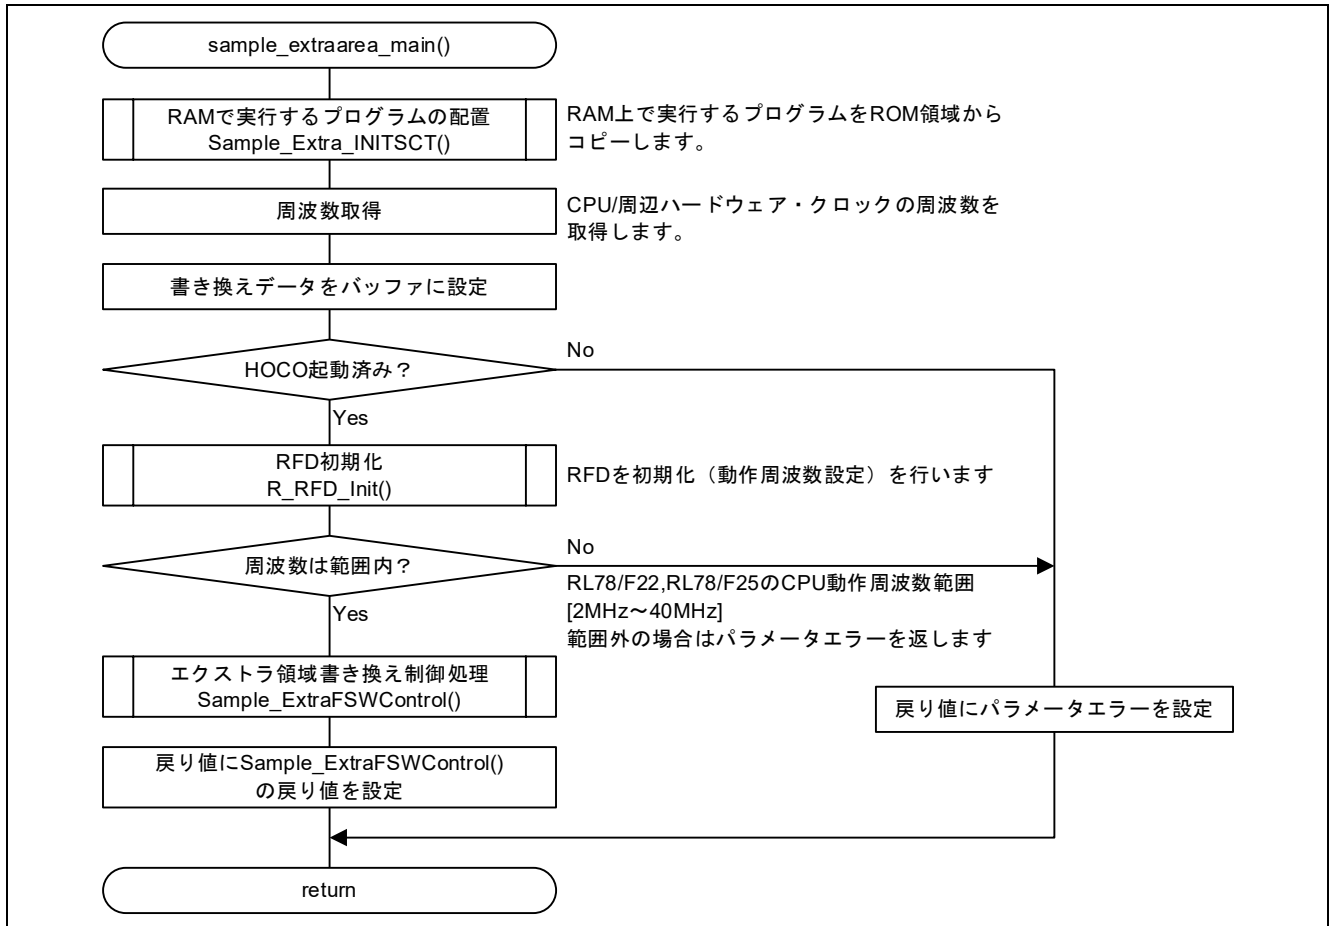 sample_extraarea_main()
RAMで実行するプログラムの配置
Sample_Extra_INITSCT()
RAM上で実行するプログラムをROM領域から
コピーします。
周波数取得
CPU/周辺ハードウェア・クロックの周波数を
取得します。
書き換えデータをバッファに設定
HOCO起動済み？
No
Yes
RFD初期化
R_RFD_Init()
RFDを初期化（動作周波数設定）を行います
周波数は範囲内？
No
RL78/F22,RL78/F25のCPU動作周波数範囲
[2MHz～40MHz]
範囲外の場合はパラメータエラーを返します
Yes
エクストラ領域書き換え制御処理
Sample_ExtraFSWControl()
戻り値にパラメータエラーを設定
戻り値にSample_ExtraFSWControl()
の戻り値を設定
return